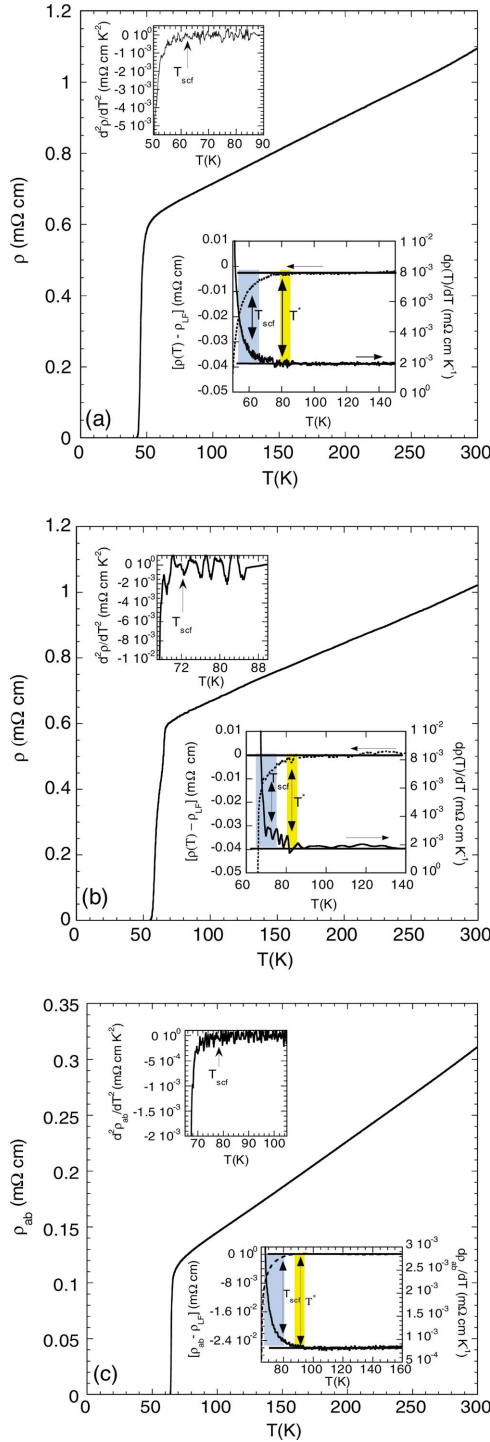 1.2
1
0.8
0.6
0.4
0.2
0
ρ (mΩ cm)
0 50 100 150 200 250 300
T(K)
(a)
d²ρ/dT² (mΩ cm K⁻²)
0 10⁰
-1 10⁻³
-2 10⁻³
-3 10⁻³
-4 10⁻³
-5 10⁻³
T_scf
50 60 70 80 90
T(K)
[ρ(T) - ρ_LF] (mΩ cm)
0.01
0
-0.01
-0.02
-0.03
-0.04
-0.04
T_scf
T*
1 10⁻²
8 10⁻³
6 10⁻³
4 10⁻³
2 10⁻³
0 10⁰
dρ(T)/dT (mΩ cm K⁻¹)
60 80 100 120 140
T(K)
1.2
1
0.8
0.6
0.4
0.2
0
ρ (mΩ cm)
0 50 100 150 200 250 300
T(K)
(b)
d²ρ/dT² (mΩ cm K⁻²)
0 10⁰
-2 10⁻³
-4 10⁻³
-6 10⁻³
-8 10⁻³
-1 10⁻²
T_scf
72 76 80 84 88
T(K)
[ρ(T) - ρ_LF] (mΩ cm)
0.01
0
-0.01
-0.02
-0.03
-0.04
-0.04
T_scf
T*
1 10⁻²
8 10⁻³
6 10⁻³
4 10⁻³
2 10⁻³
0 10⁰
dρ(T)/dT (mΩ cm K⁻¹)
60 80 100 120 140
T(K)
0.35
0.31
0.25
0.2
0.15
0.1
0.05
0
ρ_ab (mΩ cm)
0 50 100 150 200 250 300
T(K)
(c)
d²ρ_ab/dT² (mΩ cm K⁻²)
0 10⁰
-5 10⁻⁴
-1 10⁻³
-1.5 10⁻³
-2 10⁻³
T_scf
70 80 90 100
T(K)
[ρ_ab - ρ_LF] (mΩ cm)
0 10⁰
-8 10⁻³
-1.6 10⁻²
-2.4 10⁻²
T_scf
T*
3 10⁻³
2.5 10⁻³
2 10⁻³
1.5 10⁻³
1 10⁻³
5 10⁻⁴
dρ_ab/dT (mΩ cm K⁻¹)
80 100 120 140 160
T(K)